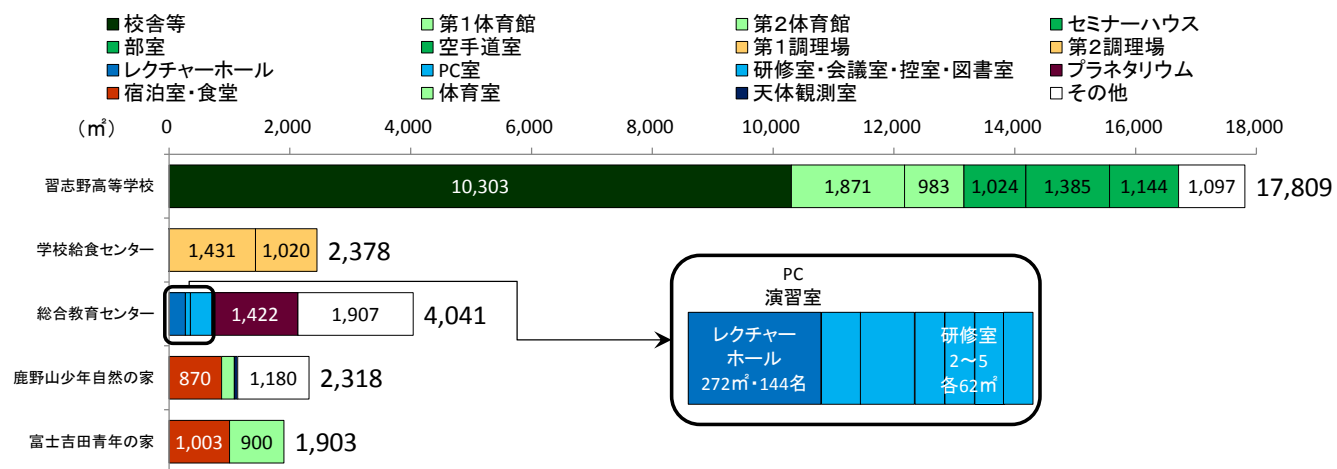 校舎等 第1体育館 第2体育館 セミナーハウス
部室 空手道室 第1調理場 第2調理場
レクチャーホール PC室 研修室・会議室・控室・図書室 プラネタリウム
宿泊室・食堂 体育室 天体観測室 その他
(㎡) 0 2,000 4,000 6,000 8,000 10,000 12,000 14,000 16,000 18,000
習志野高等学校 10,303 1,871 983 1,024 1,385 1,144 1,097 17,809
学校給食センター 1,431 1,020 2,378
総合教育センター 1,422 1,907 4,041
鹿野山少年自然の家 870 1,180 2,318
富士吉田青年の家 1,003 900 1,903
PC
演習室
レクチャー
ホール
272㎡・144名
研修室
2～5
各62㎡